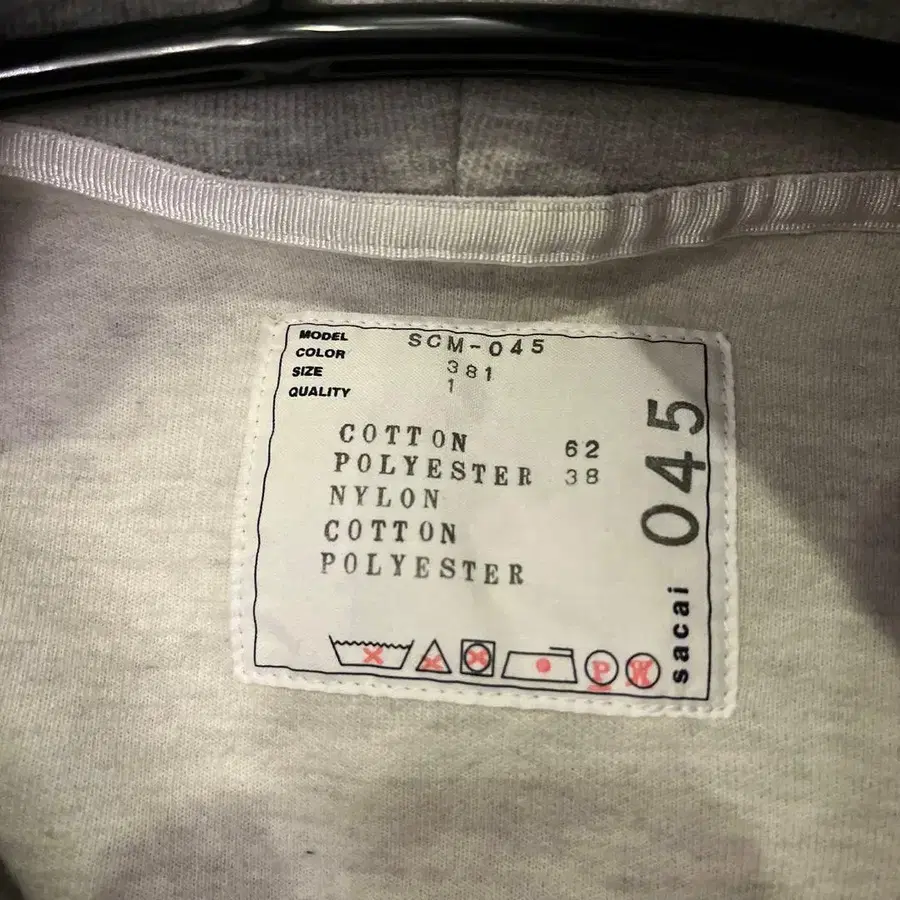 MODEL SCM-045
COLOR 381
SIZE 1
QUALITY
COTTON 62
POLYESTER 38
NYLON
COTTON
POLYESTER
P W
sacai 045